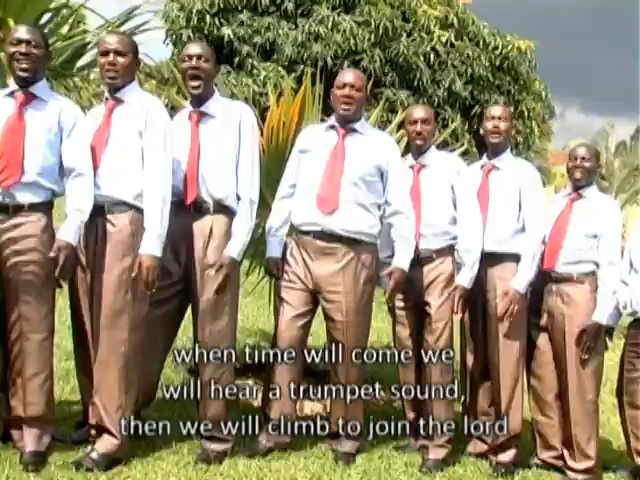 when time will come we
will hear a trumpet sound,
then we will climb to join the lord